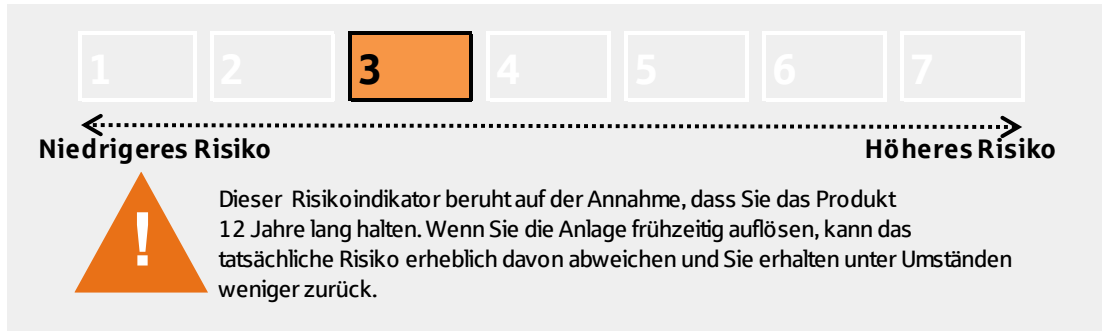 1 2 3 4 5 6 7
Niedrigeres Risiko Höheres Risiko
!
Dieser Risikoindikator beruht auf der Annahme, dass Sie das Produkt
12 Jahre lang halten. Wenn Sie die Anlage frühzeitig auflösen, kann das
tatsächliche Risiko erheblich davon abweichen und Sie erhalten unter Umständen
weniger zurück.